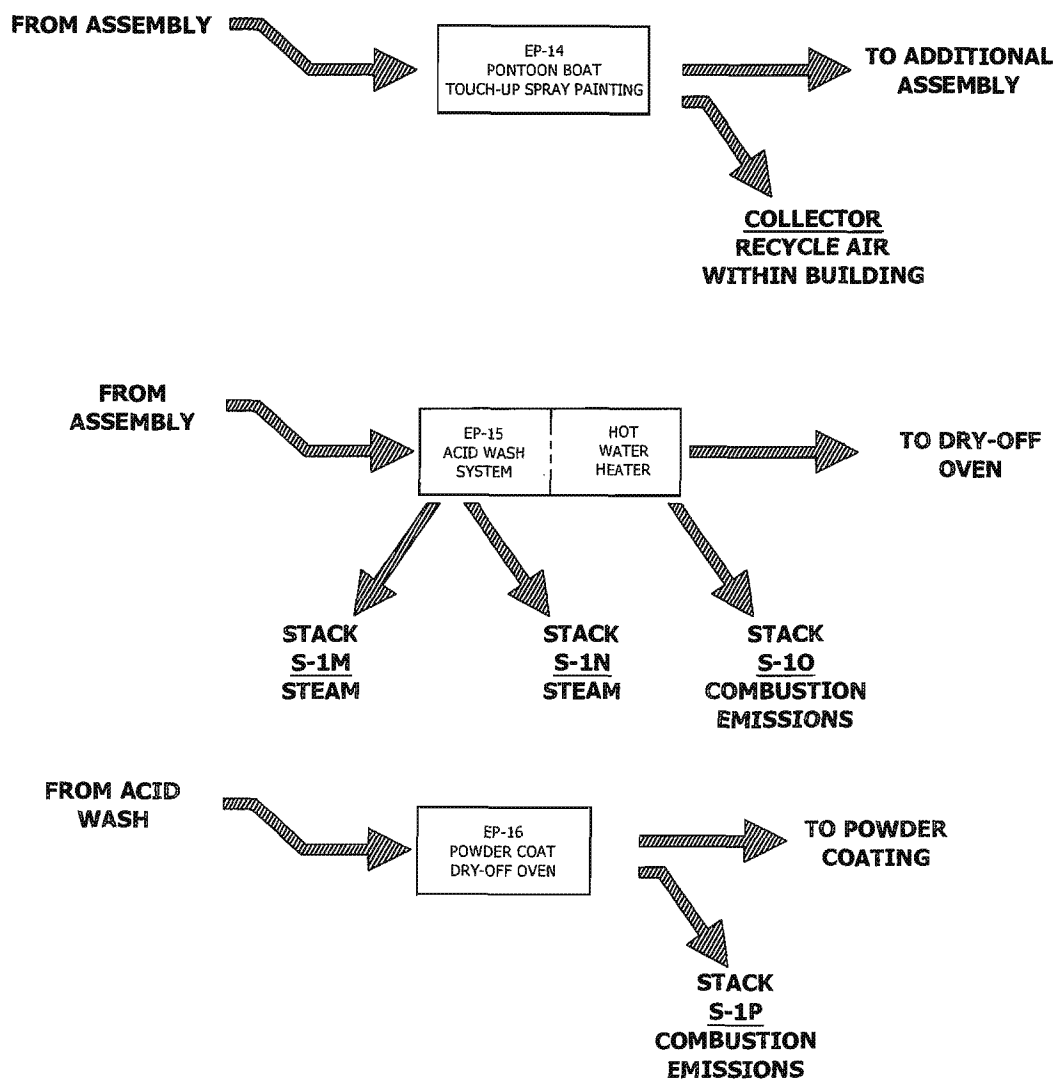 FROM ASSEMBLY
EP-14
PONTOON BOAT
TOUCH-UP SPRAY PAINTING
TO ADDITIONAL
ASSEMBLY
COLLECTOR
RECYCLE AIR
WITHIN BUILDING
FROM
ASSEMBLY
EP-15
ACID WASH
SYSTEM
HOT
WATER
HEATER
TO DRY-OFF
OVEN
STACK
S-1M
STEAM
STACK
S-1N
STEAM
STACK
S-1O
COMBUSTION
EMISSIONS
FROM ACID
WASH
EP-16
POWDER COAT
DRY-OFF OVEN
TO POWDER
COATING
STACK
S-1P
COMBUSTION
EMISSIONS